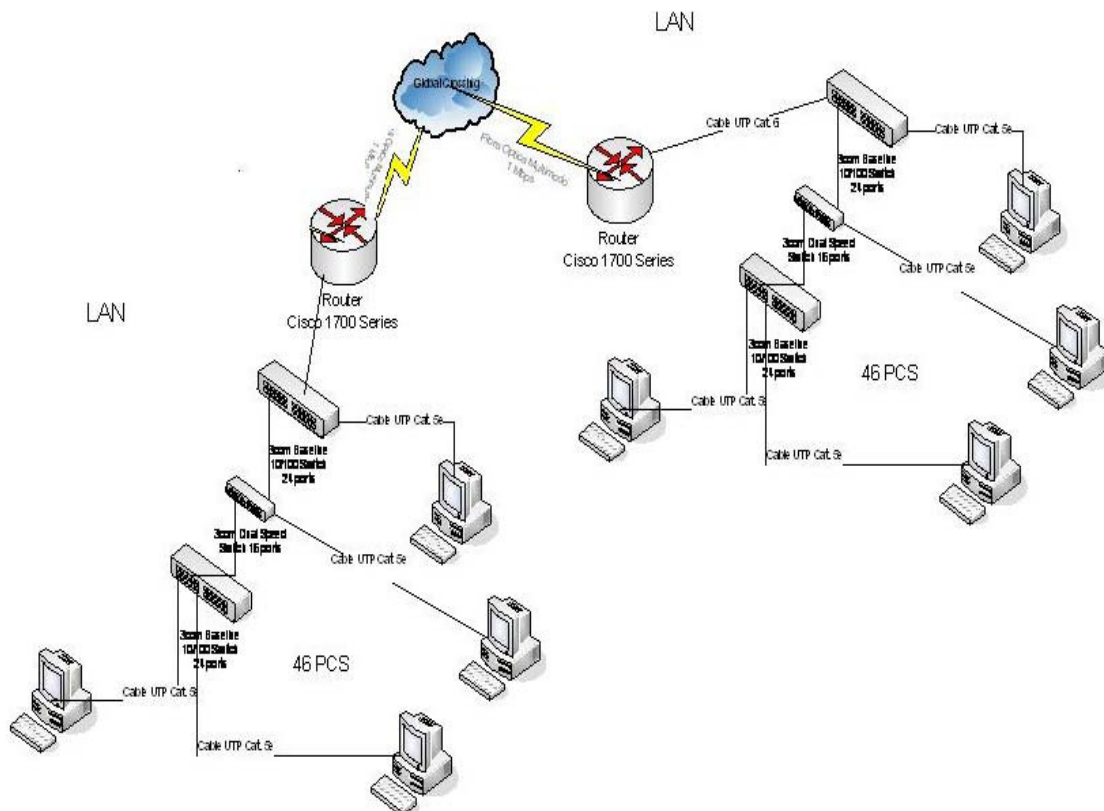 LAN
Global Crossing
Cable UTP Cat. 6
Cable UTP Cat. 5e
Fibra Optica Multimodo
1 Mbps
3com Baseline
10/100 Switch
24 ports
Router
Cisco 1700 Series
3com Dual Speed
Switch 16 ports
Cable UTP Cat. 5e
3com Baseline
10/100 Switch
24 ports
46 PCS
Cable UTP Cat. 5e
Cable UTP Cat. 5e
LAN
Router
Cisco 1700 Series
Cable UTP Cat. 5e
3com Baseline
10/100 Switch
24 ports
3com Dual Speed
Switch 16 ports
Cable UTP Cat. 5e
3com Baseline
10/100 Switch
24 ports
46 PCS
Cable UTP Cat. 5e
Cable UTP Cat. 5e